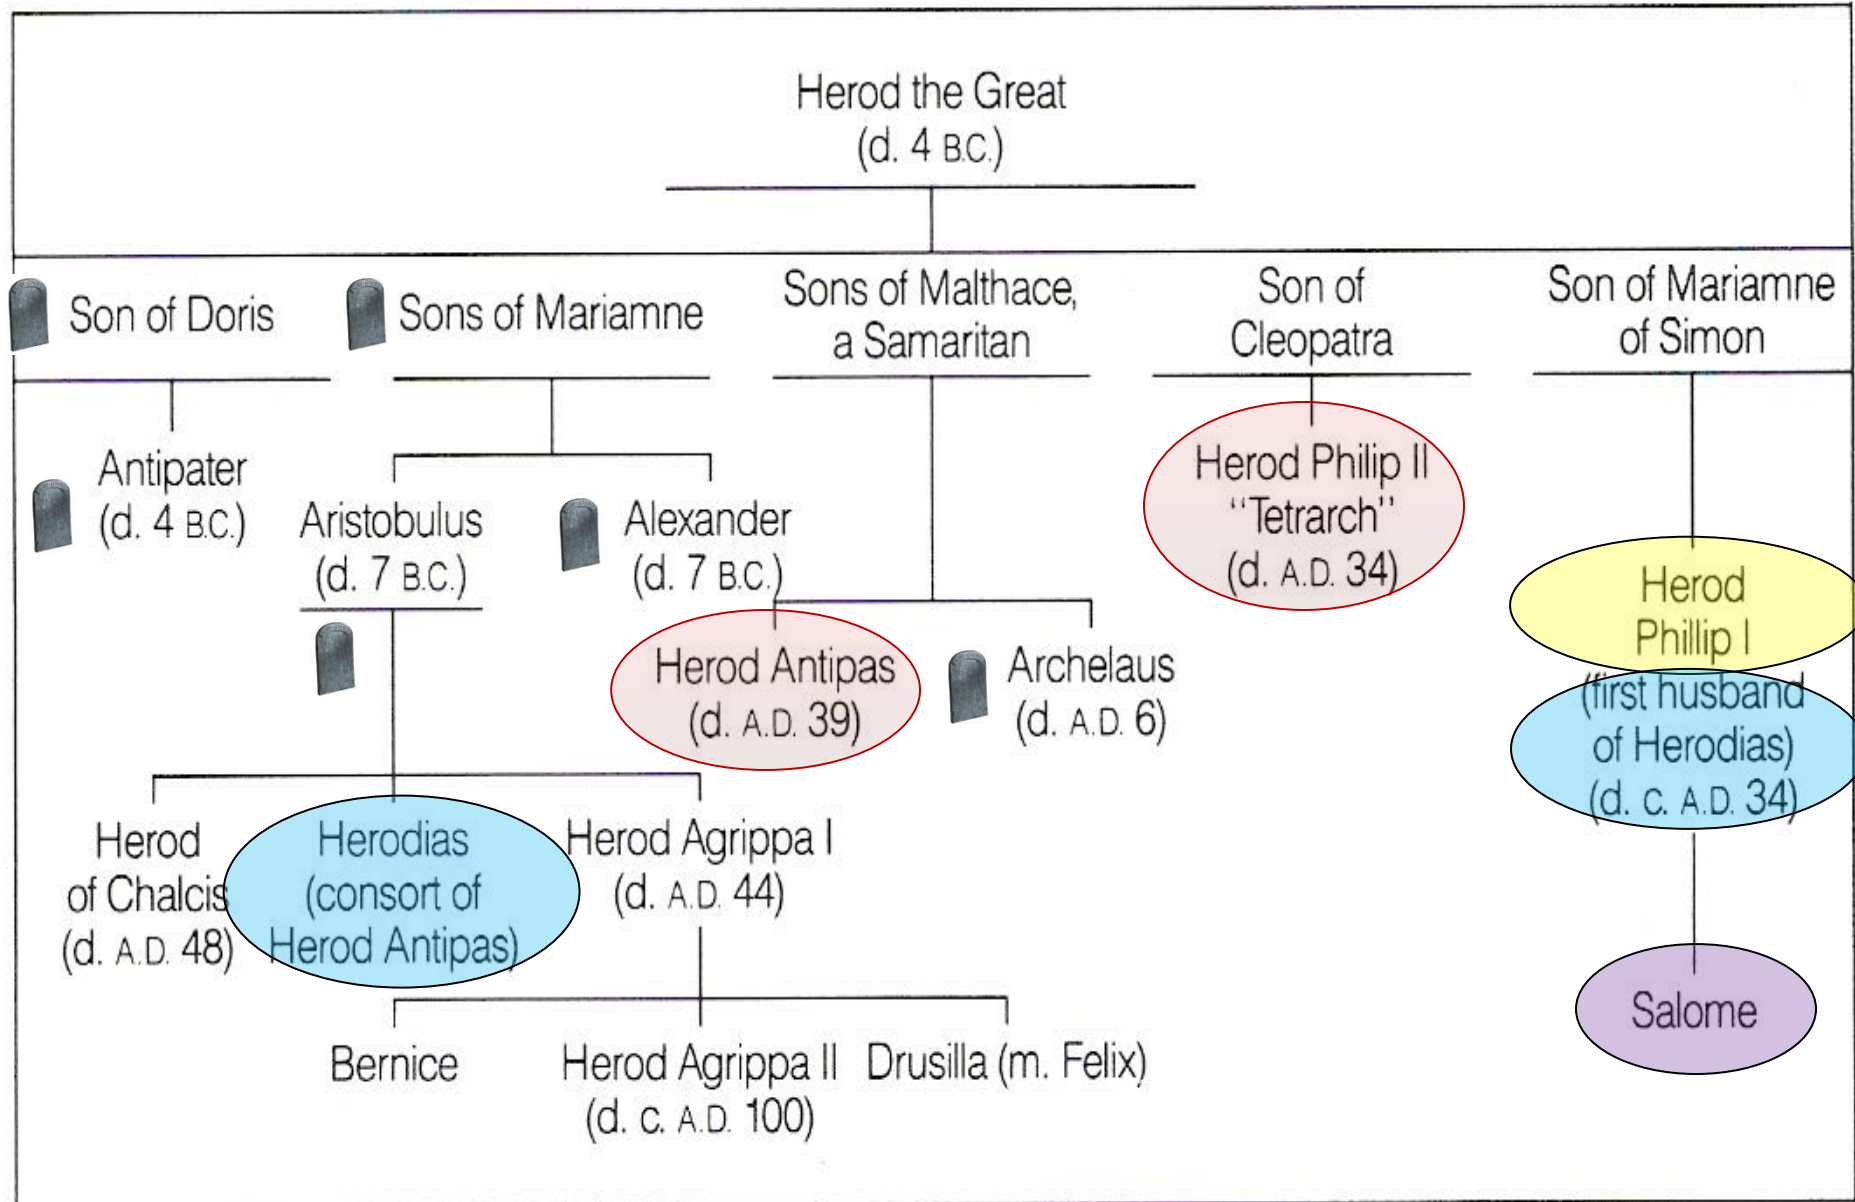 Herod the Great
(d. 4 B.C.)
Son of Doris
Sons of Mariamne
Sons of Malthace,
a Samaritan
Son of
Cleopatra
Son of Mariamne
of Simon
Antipater
(d. 4 B.C.)
Aristobulus
(d. 7 B.C.)
Alexander
(d. 7 B.C.)
Herod Antipas
(d. A.D. 39)
Archelaus
(d. A.D. 6)
Herod Philip II
"Tetrarch"
(d. A.D. 34)
Herod
Phillip I
(first husband
of Herodias)
(d. c. A.D. 34)
Herod
of Chalcis
(d. A.D. 48)
Herodias
(consort of
Herod Antipas)
Herod Agrippa I
(d. A.D. 44)
Salome
Bernice
Herod Agrippa II
(d. c. A.D. 100)
Drusilla (m. Felix)